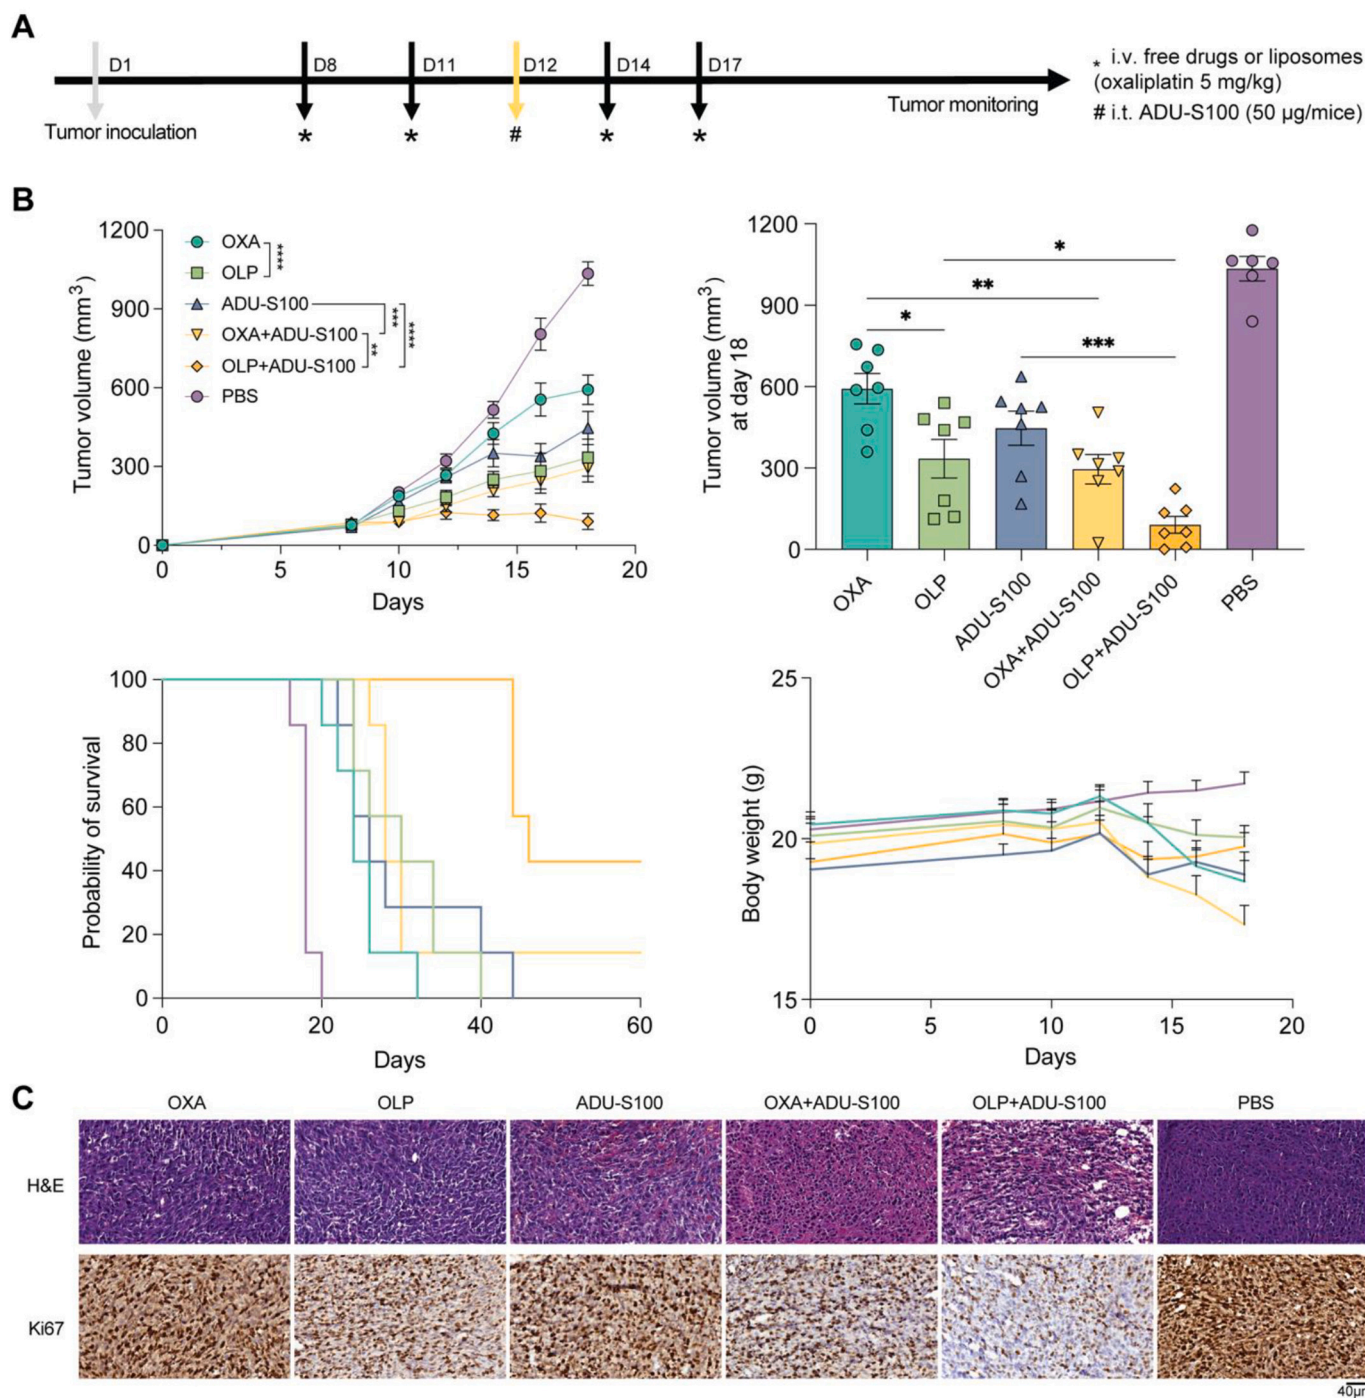 A
D1
D8
D11
D12
D14
D17
* i.v. free drugs or liposomes
(oxaliplatin 5 mg/kg)
# i.t. ADU-S100 (50 µg/mice)
Tumor monitoring
Tumor inoculation
*
*
#
*
*
B
Tumor volume (mm³)
1200
900
600
300
0
0
5
10
15
20
Days
OXA
OLP
ADU-S100
OXA+ADU-S100
OLP+ADU-S100
PBS
****
***
**
****
Tumor volume (mm³)
at day 18
1200
900
600
300
0
*
**
*
***
OXA
OLP
ADU-S100
OXA+ADU-S100
OLP+ADU-S100
PBS
Probability of survival
100
80
60
40
20
0
0
20
40
60
Days
Body weight (g)
25
20
15
0
5
10
15
20
Days
C
OXA
OLP
ADU-S100
OXA+ADU-S100
OLP+ADU-S100
PBS
H&E
Ki67